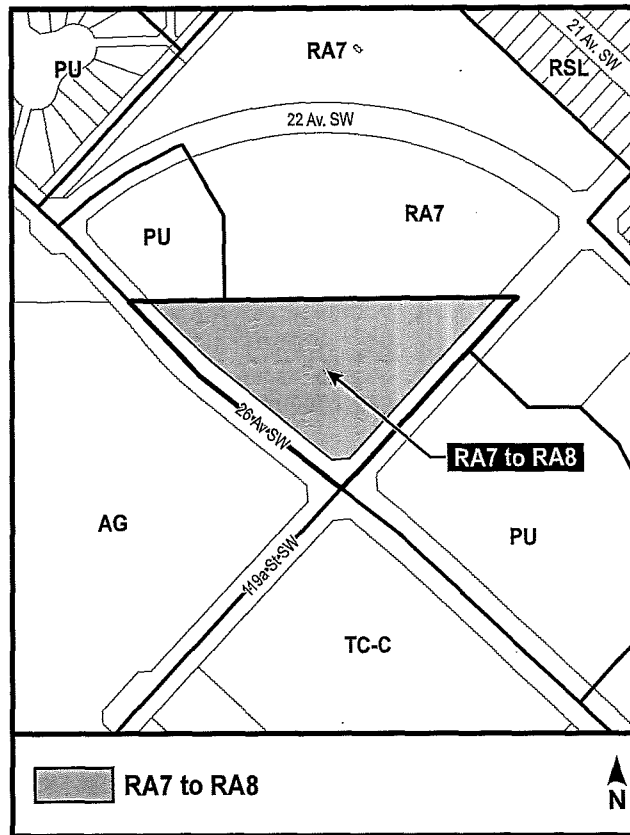 RA7
PU
21 Av. SW
RSL
22 Av. SW
RA7
PU
26 Av SW
RA7 to RA8
AG
PU
119a St SW
TC-C
RA7 to RA8
N